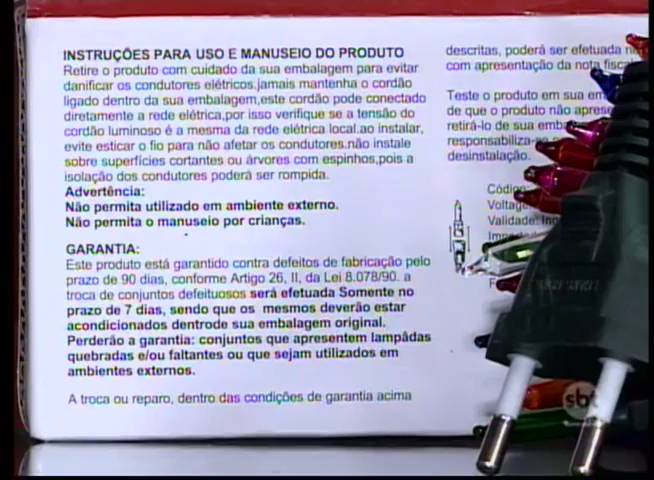 INSTRUÇÕES PARA USO E MANUSEIO DO PRODUTO
Retire o produto com cuidado da sua embalagem para evitar
danificar os condutores elétricos.jamais mantenha o cordão
ligado dentro da sua embalagem,este cordão pode conectado
diretamente a rede elétrica,por isso verifique se a tensão do
cordão luminoso é a mesma da rede elétrica local.ao instalar,
evite esticar o fio para não afetar os condutores.não instale
sobre superfícies cortantes ou árvores com espinhos,pois a
isolação dos condutores poderá ser rompida.
Advertência:
Não permita utilizado em ambiente externo.
Não permita o manuseio por crianças.
GARANTIA:
Este produto está garantido contra defeitos de fabricação pelo
prazo de 90 dias, conforme Artigo 26, II, da Lei 8.078/90. a
troca de conjuntos defeituosos será efetuada Somente no
prazo de 7 dias, sendo que os mesmos deverão estar
acondicionados dentrode sua embalagem original.
Perderão a garantia: conjuntos que apresentem lampâdas
quebradas e/ou faltantes ou que sejam utilizados em
ambientes externos.
A troca ou reparo, dentro das condições de garantia acima
descritas, poderá ser efetuada
com apresentação da nota fiscal
Teste o produto em sua
de que o produto não
retirá-lo de sua
desinstalação.
Validade:
sbt